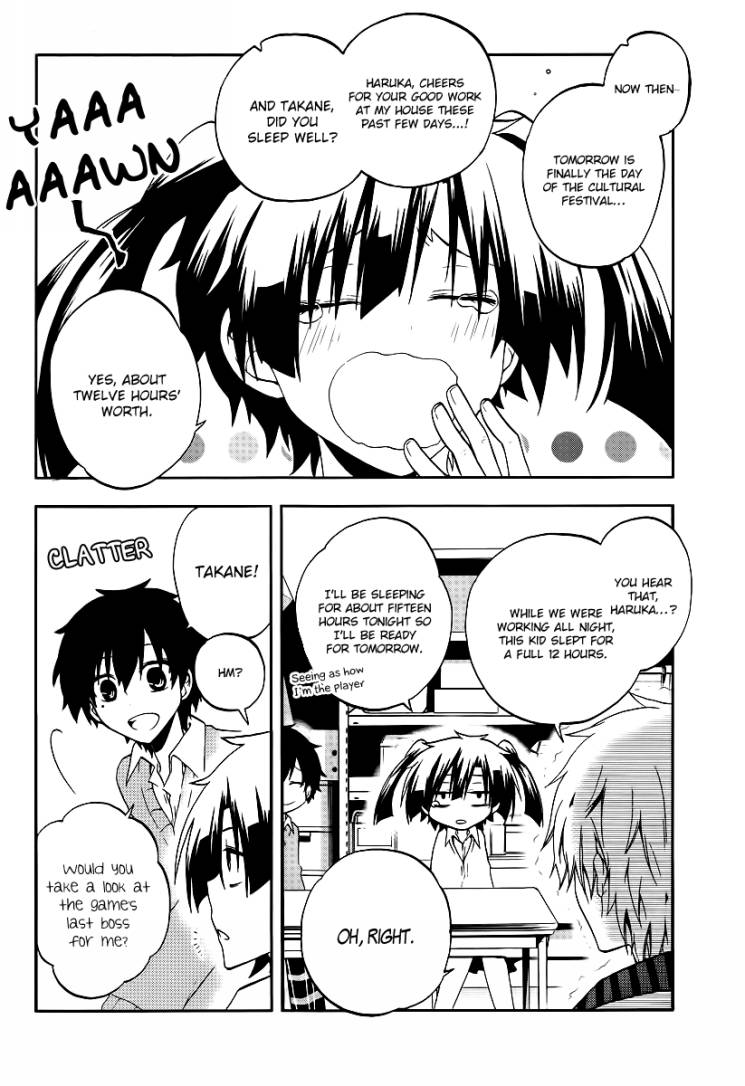 NOW THEN...
TOMORROW IS
FINALLY THE DAY
OF THE CULTURAL
FESTIVAL...
HARUKA, CHEERS
FOR YOUR GOOD WORK
AT MY HOUSE THESE
PAST FEW DAYS...!
AND TAKANE,
DID YOU
SLEEP WELL?
YAAA
AAAWN
YES, ABOUT
TWELVE HOURS'
WORTH.
YOU HEAR
THAT,
HARUKA...?
WHILE WE WERE
WORKING ALL NIGHT,
THIS KID SLEPT FOR
A FULL 12 HOURS.
I'LL BE SLEEPING
FOR ABOUT FIFTEEN
HOURS TONIGHT SO
I'LL BE READY
FOR TOMORROW.
Seeing as how
I'm the player
OH, RIGHT.
CLATTER
TAKANE!
HM?
Would you
take a look at
the games
last boss
for me?